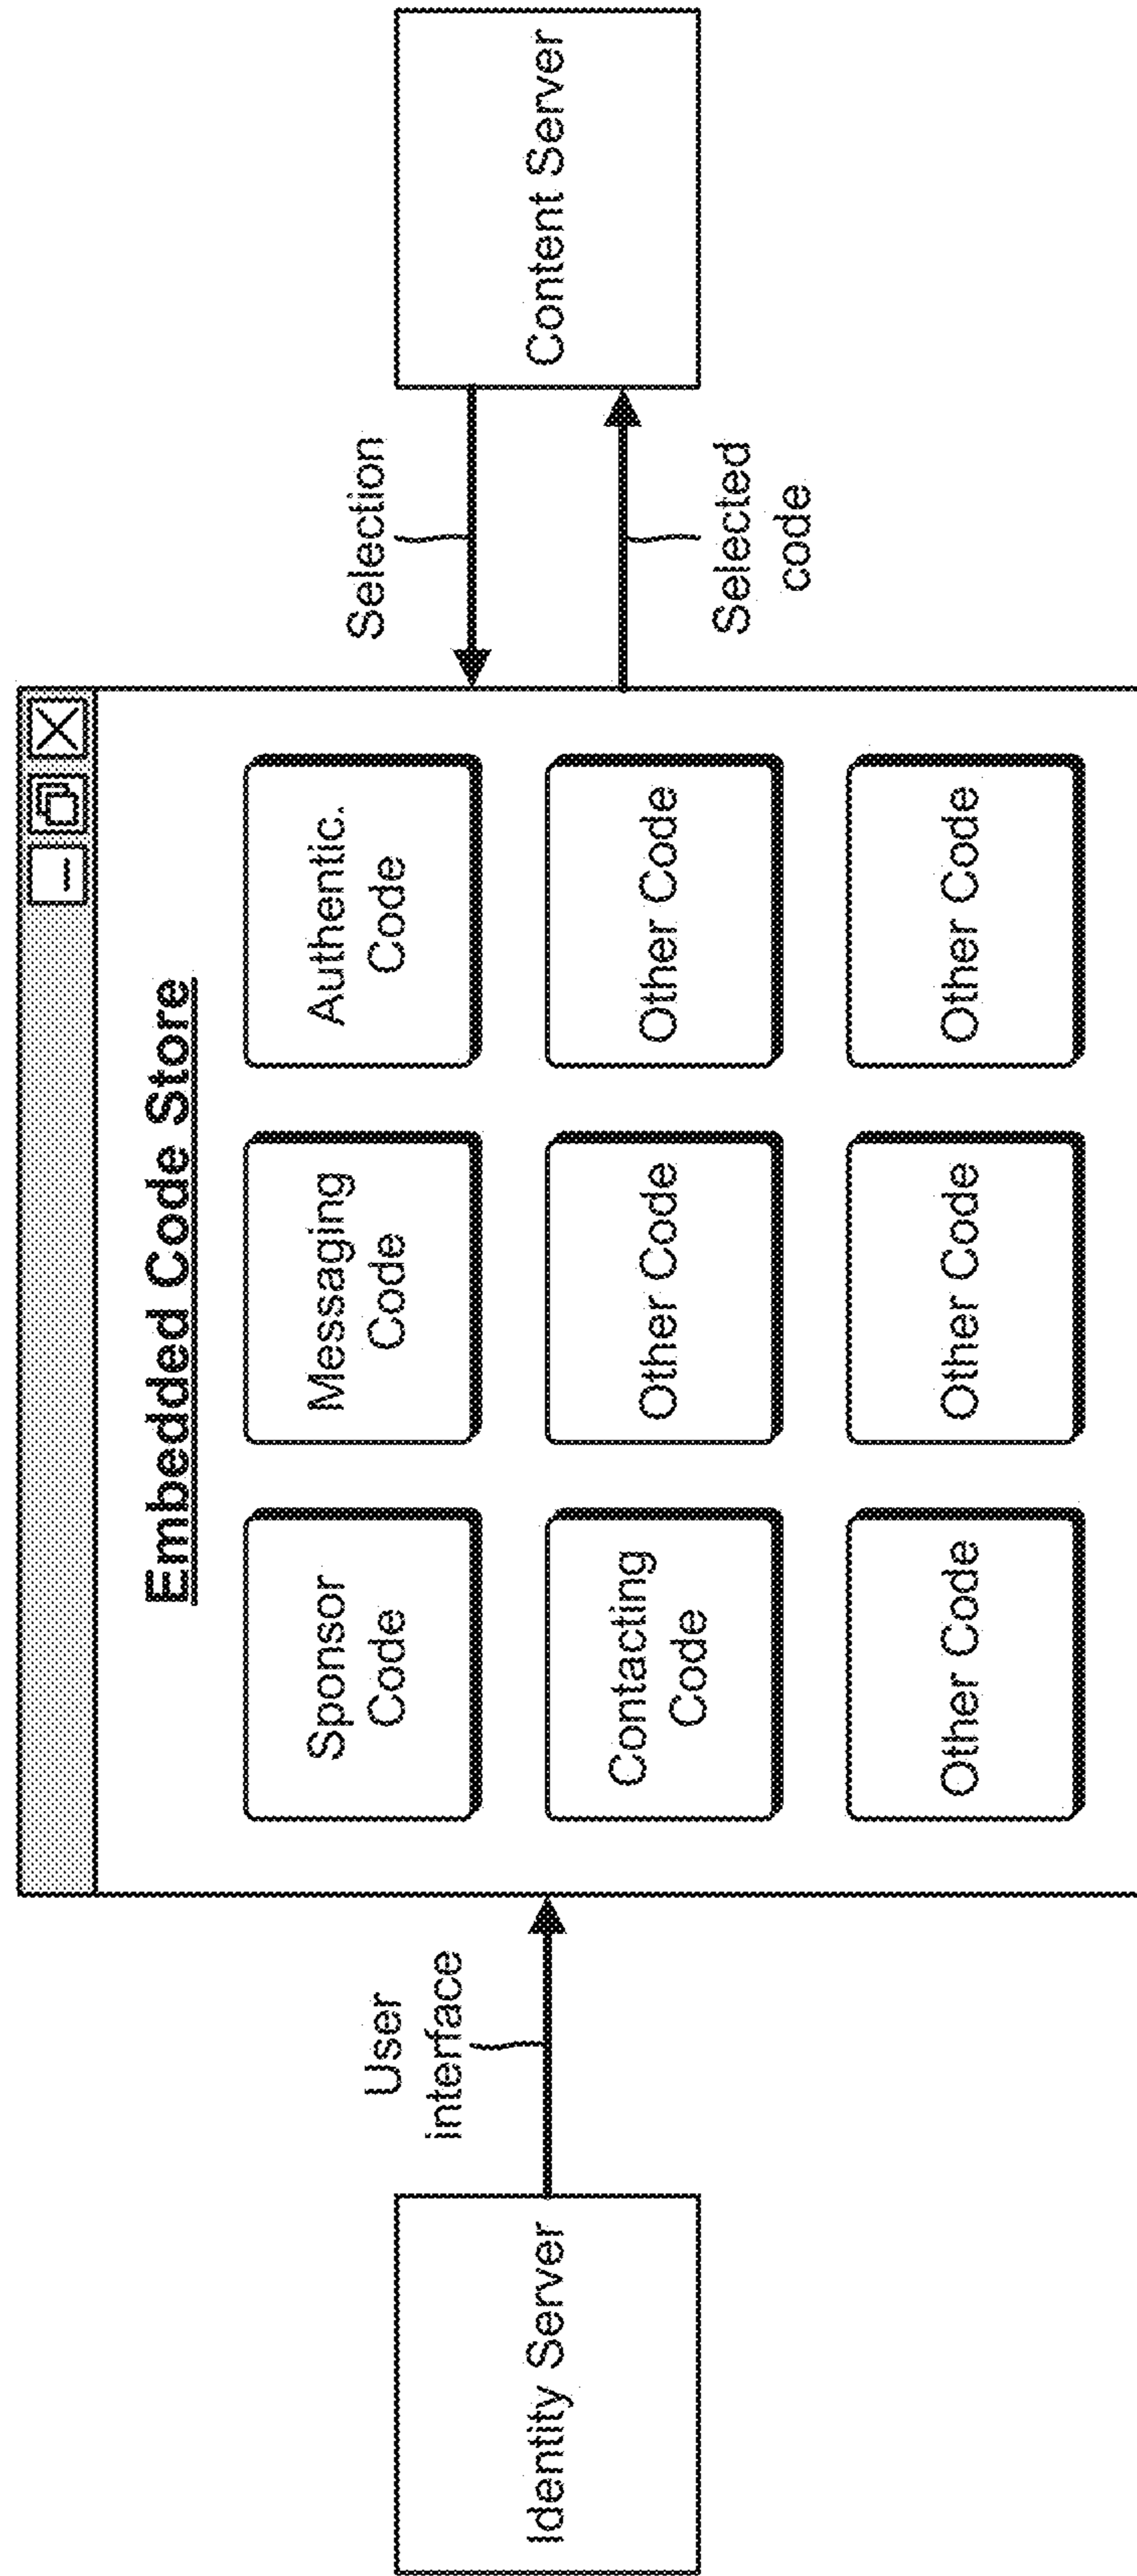 Embedded Code Store
Identity Server
User
interface
Sponsor
Code
Messaging
Code
Authentic.
Code
Contacting
Code
Other Code
Other Code
Other Code
Other Code
Other Code
Selection
Selected
code
Content Server